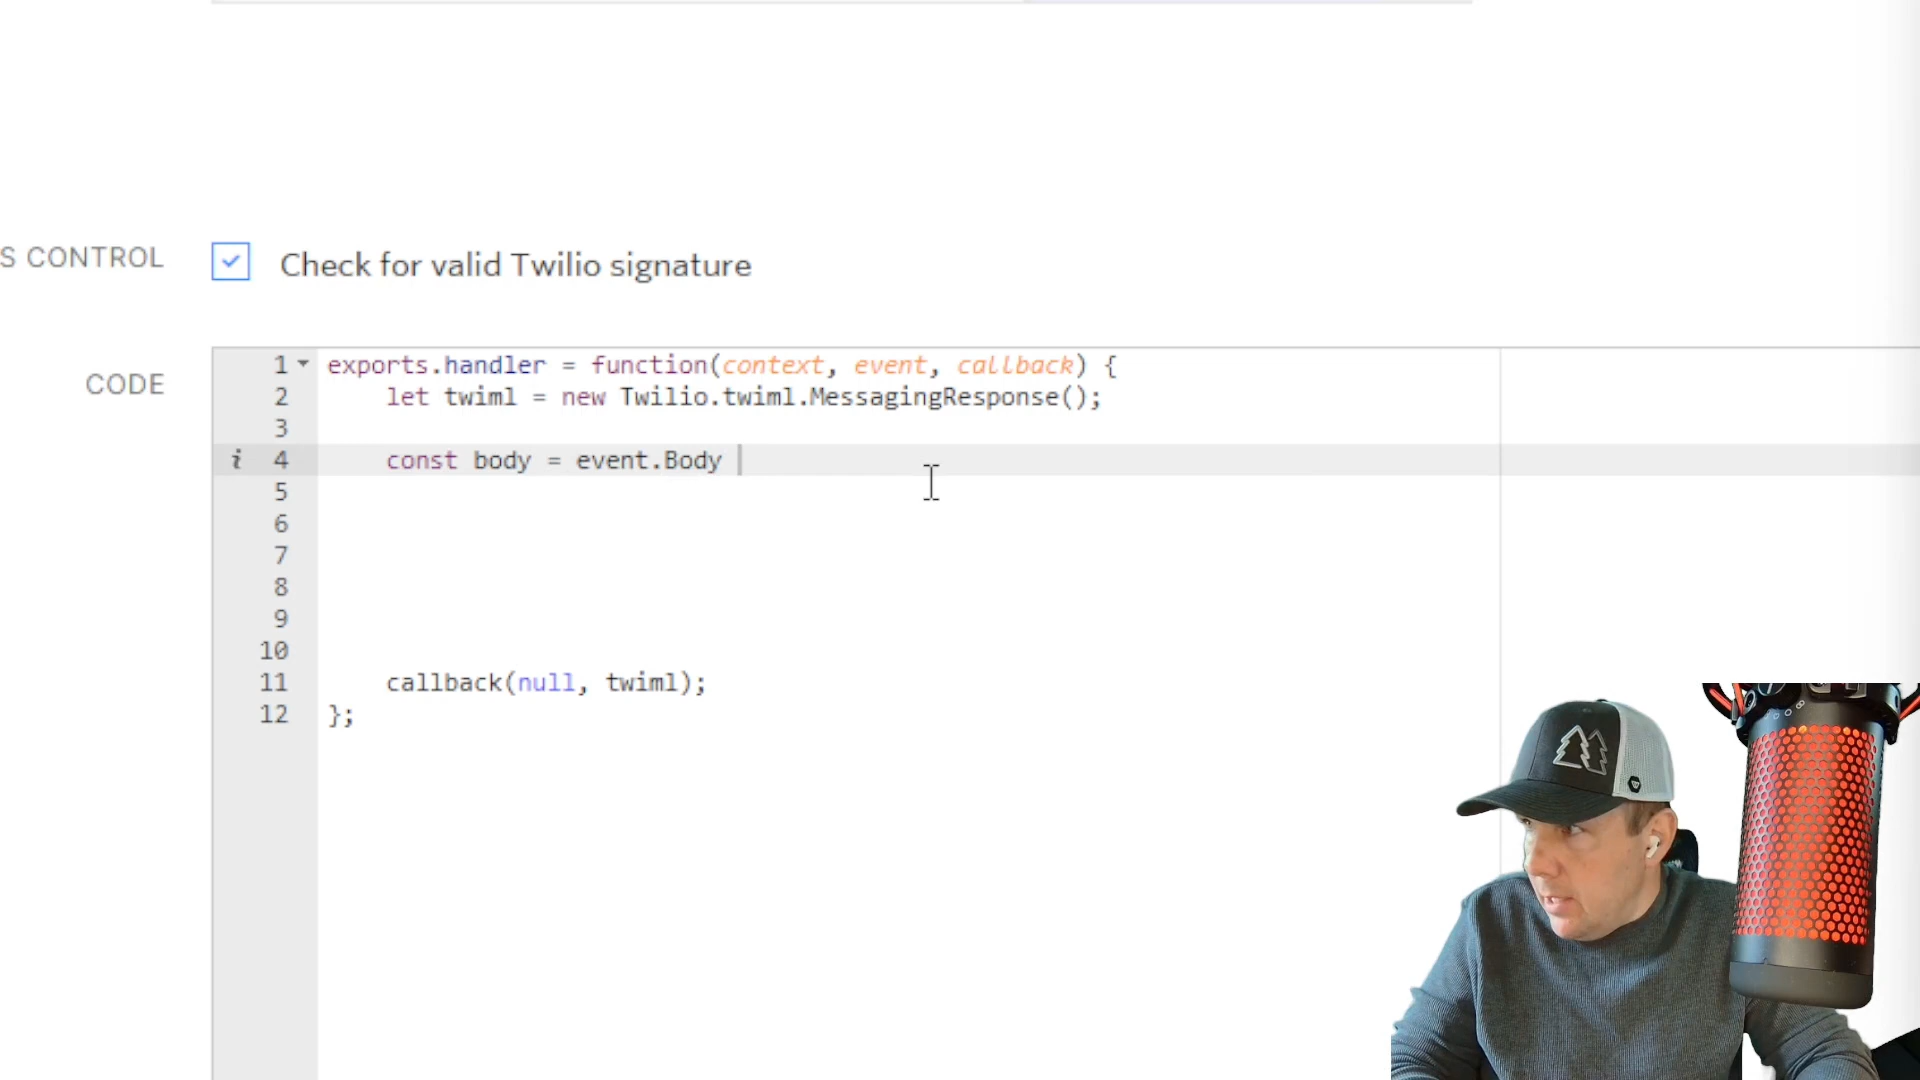 S CONTROL
Check for valid Twilio signature
CODE
1 exports.handler = function(context, event, callback) {
2 let twiml = new Twilio.twiml.MessagingResponse();
3
i 4 const body = event.Body
5
6
7
8
9
10
11 callback(null, twiml);
12 };